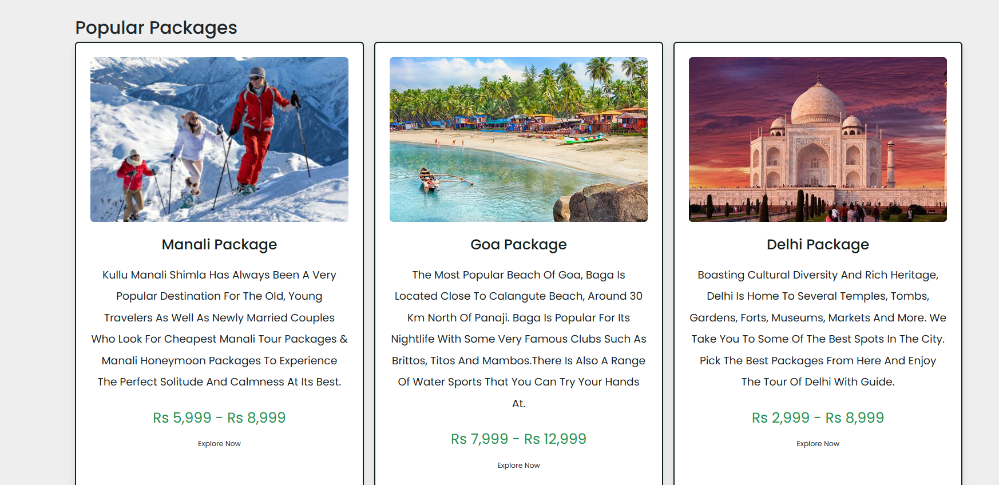 Popular Packages
Manali Package
Kullu Manali Shimla Has Always Been A Very
Popular Destination For The Old, Young
Travelers As Well As Newly Married Couples
Who Look For Cheapest Manali Tour Packages &
Manali Honeymoon Packages To Experience
The Perfect Solitude And Calmness At Its Best.
Rs 5,999 - Rs 8,999
Explore Now
Goa Package
The Most Popular Beach Of Goa, Baga Is
Located Close To Calangute Beach, Around 30
Km North Of Panaji. Baga Is Popular For Its
Nightlife With Some Very Famous Clubs Such As
Brittos, Titos And Mambos.There Is Also A Range
Of Water Sports That You Can Try Your Hands
At.
Rs 7,999 - Rs 12,999
Explore Now
Delhi Package
Boasting Cultural Diversity And Rich Heritage,
Delhi Is Home To Several Temples, Tombs,
Gardens, Forts, Museums, Markets And More. We
Take You To Some Of The Best Spots In The City.
Pick The Best Packages From Here And Enjoy
The Tour Of Delhi With Guide.
Rs 2,999 - Rs 8,999
Explore Now